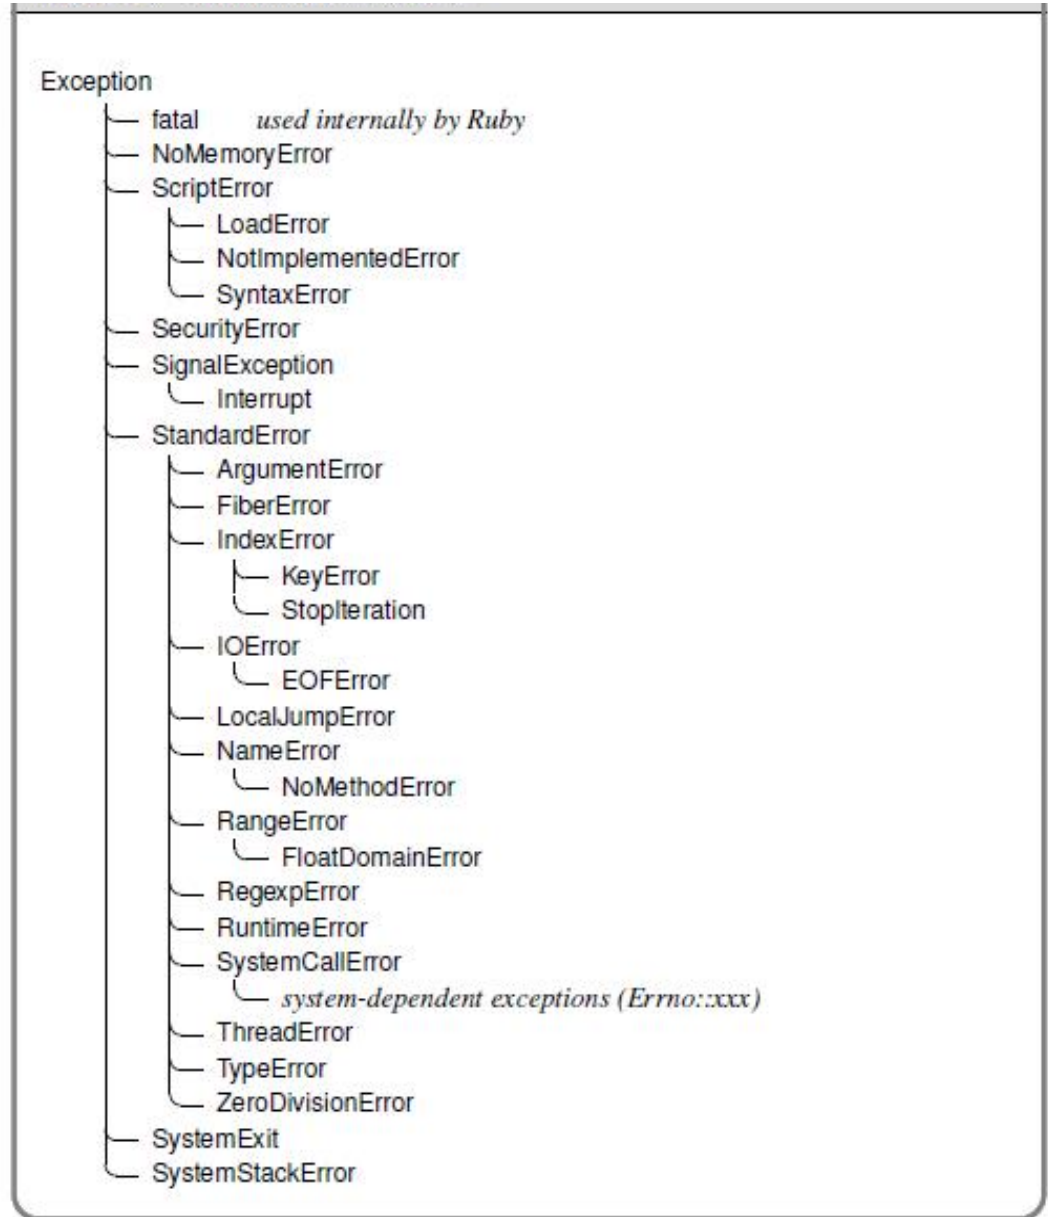 Exception
fatal used internally by Ruby
NoMemoryError
ScriptError
LoadError
NotImplementedError
SyntaxError
SecurityError
SignalException
Interrupt
StandardError
ArgumentError
FiberError
IndexError
KeyError
StopIteration
IOError
EOFError
LocalJumpError
NameError
NoMethodError
RangeError
FloatDomainError
RegexpError
RuntimeError
SystemCallError
system-dependent exceptions (Errno::xxx)
ThreadError
TypeError
ZeroDivisionError
SystemExit
SystemStackError